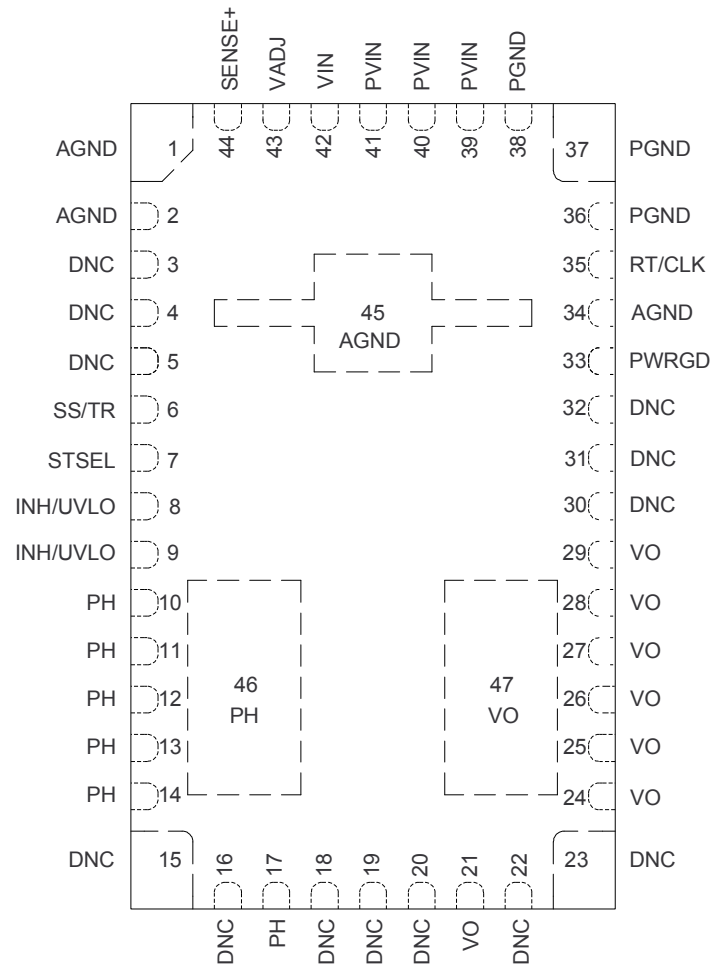 SENSE+ VADJ VIN PVIN PVIN PVIN PGND
44 43 42 41 40 39 38
AGND 1 37 PGND
AGND 2 36 PGND
DNC 3 35 RT/CLK
DNC 4 34 AGND
45
AGND
DNC 5 33 PWRGD
SS/TR 6 32 DNC
STSEL 7 31 DNC
INH/UVLO 8 30 DNC
INH/UVLO 9 29 VO
PH 10 28 VO
PH 11 27 VO
46
PH
47
VO
PH 12 26 VO
PH 13 25 VO
PH 14 24 VO
DNC 15 23 DNC
16 17 18 19 20 21 22
DNC PH DNC DNC DNC VO DNC